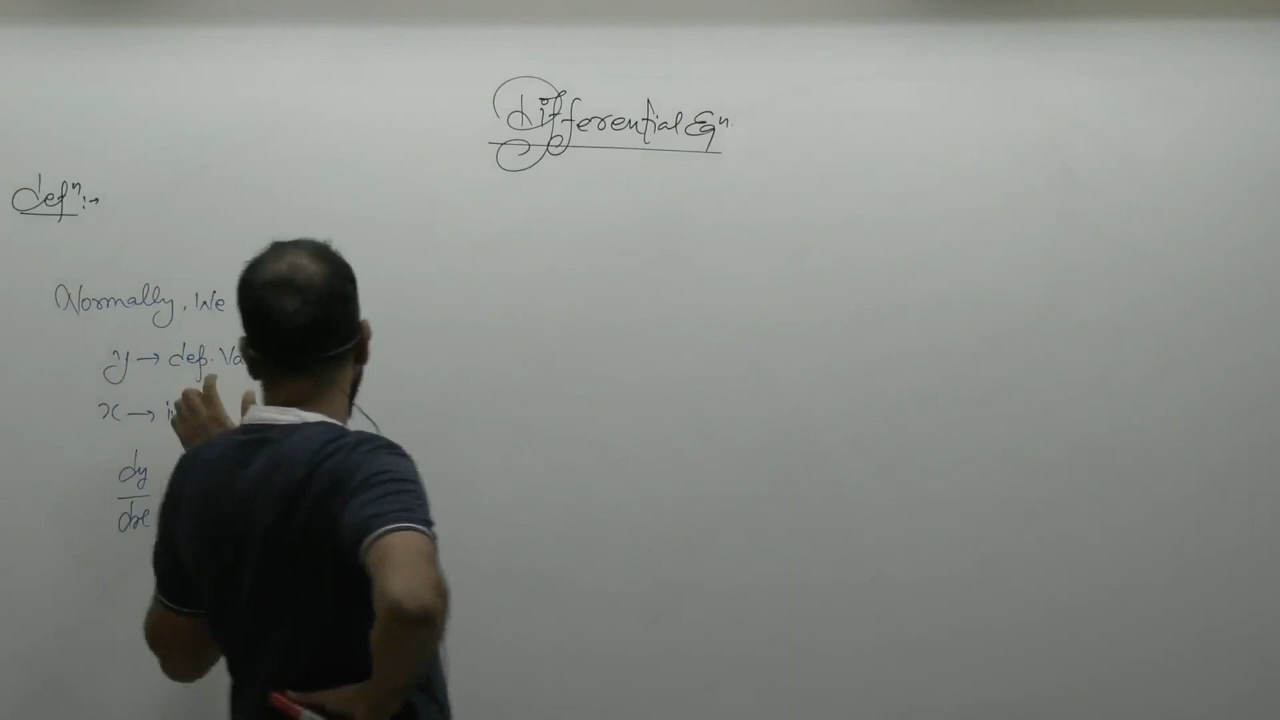 Differential Eqⁿ.
defⁿ:→
Normally, We
y → dep. Va
x → i
dy
dx